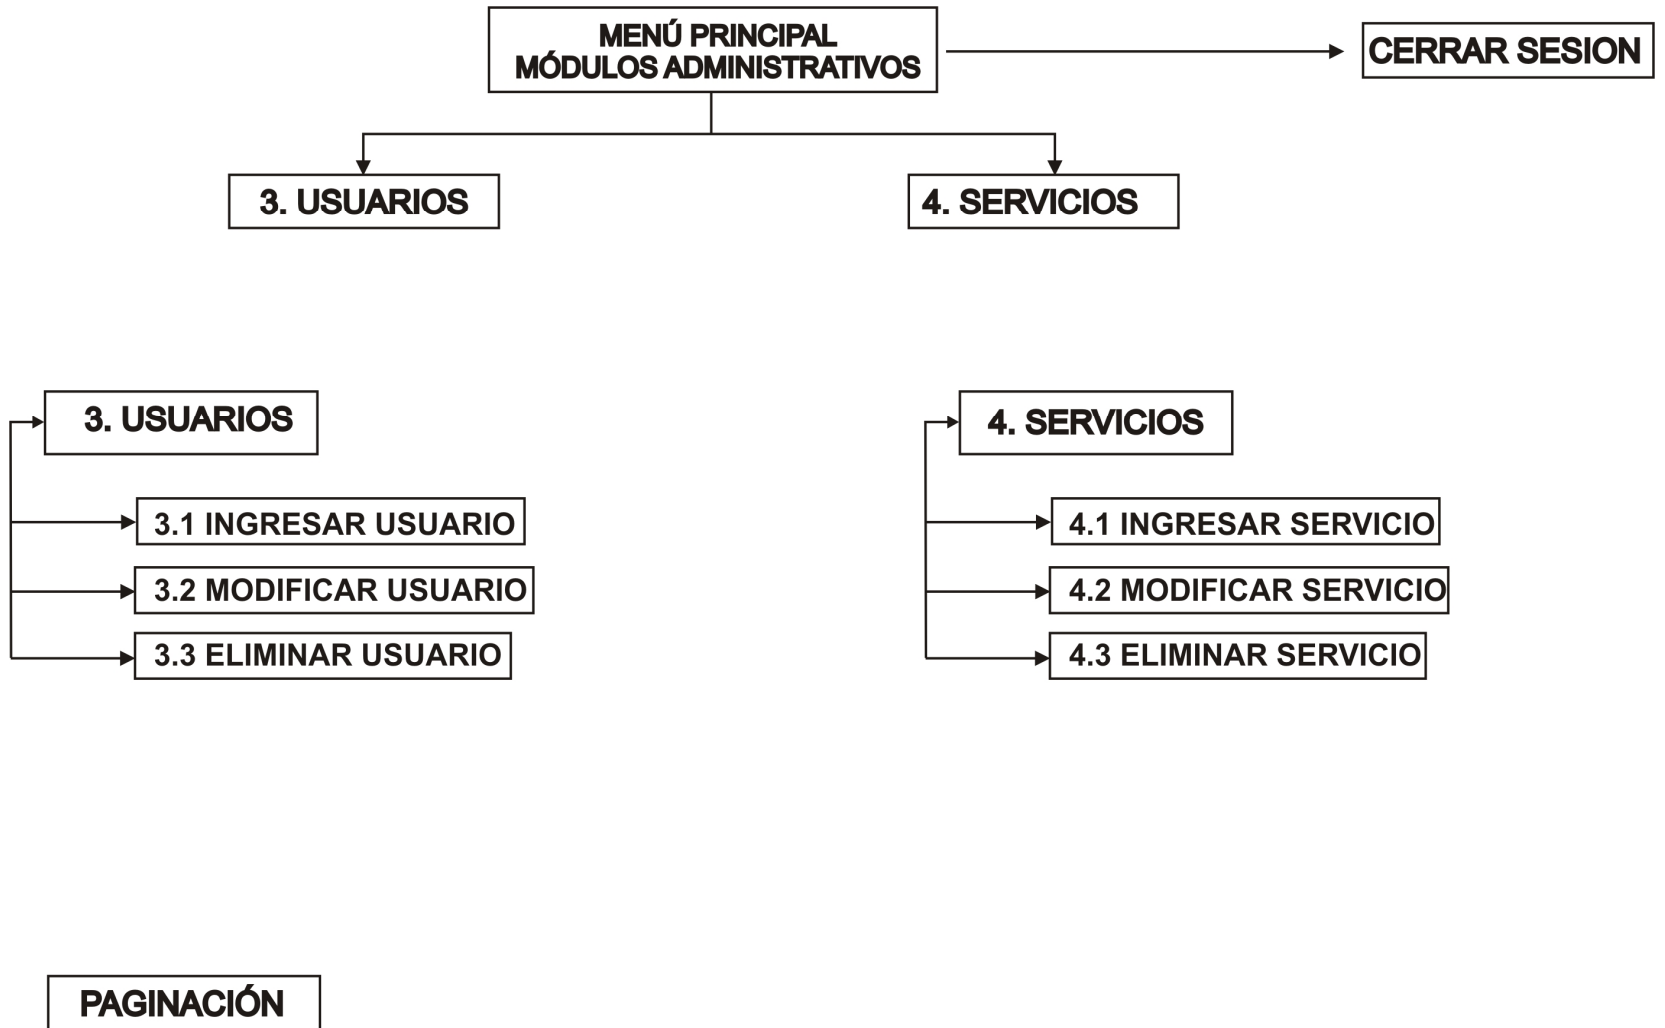 MENÚ PRINCIPAL
MÓDULOS ADMINISTRATIVOS
CERRAR SESION
3. USUARIOS
4. SERVICIOS
3. USUARIOS
3.1 INGRESAR USUARIO
3.2 MODIFICAR USUARIO
3.3 ELIMINAR USUARIO
4. SERVICIOS
4.1 INGRESAR SERVICIO
4.2 MODIFICAR SERVICIO
4.3 ELIMINAR SERVICIO
PAGINACIÓN